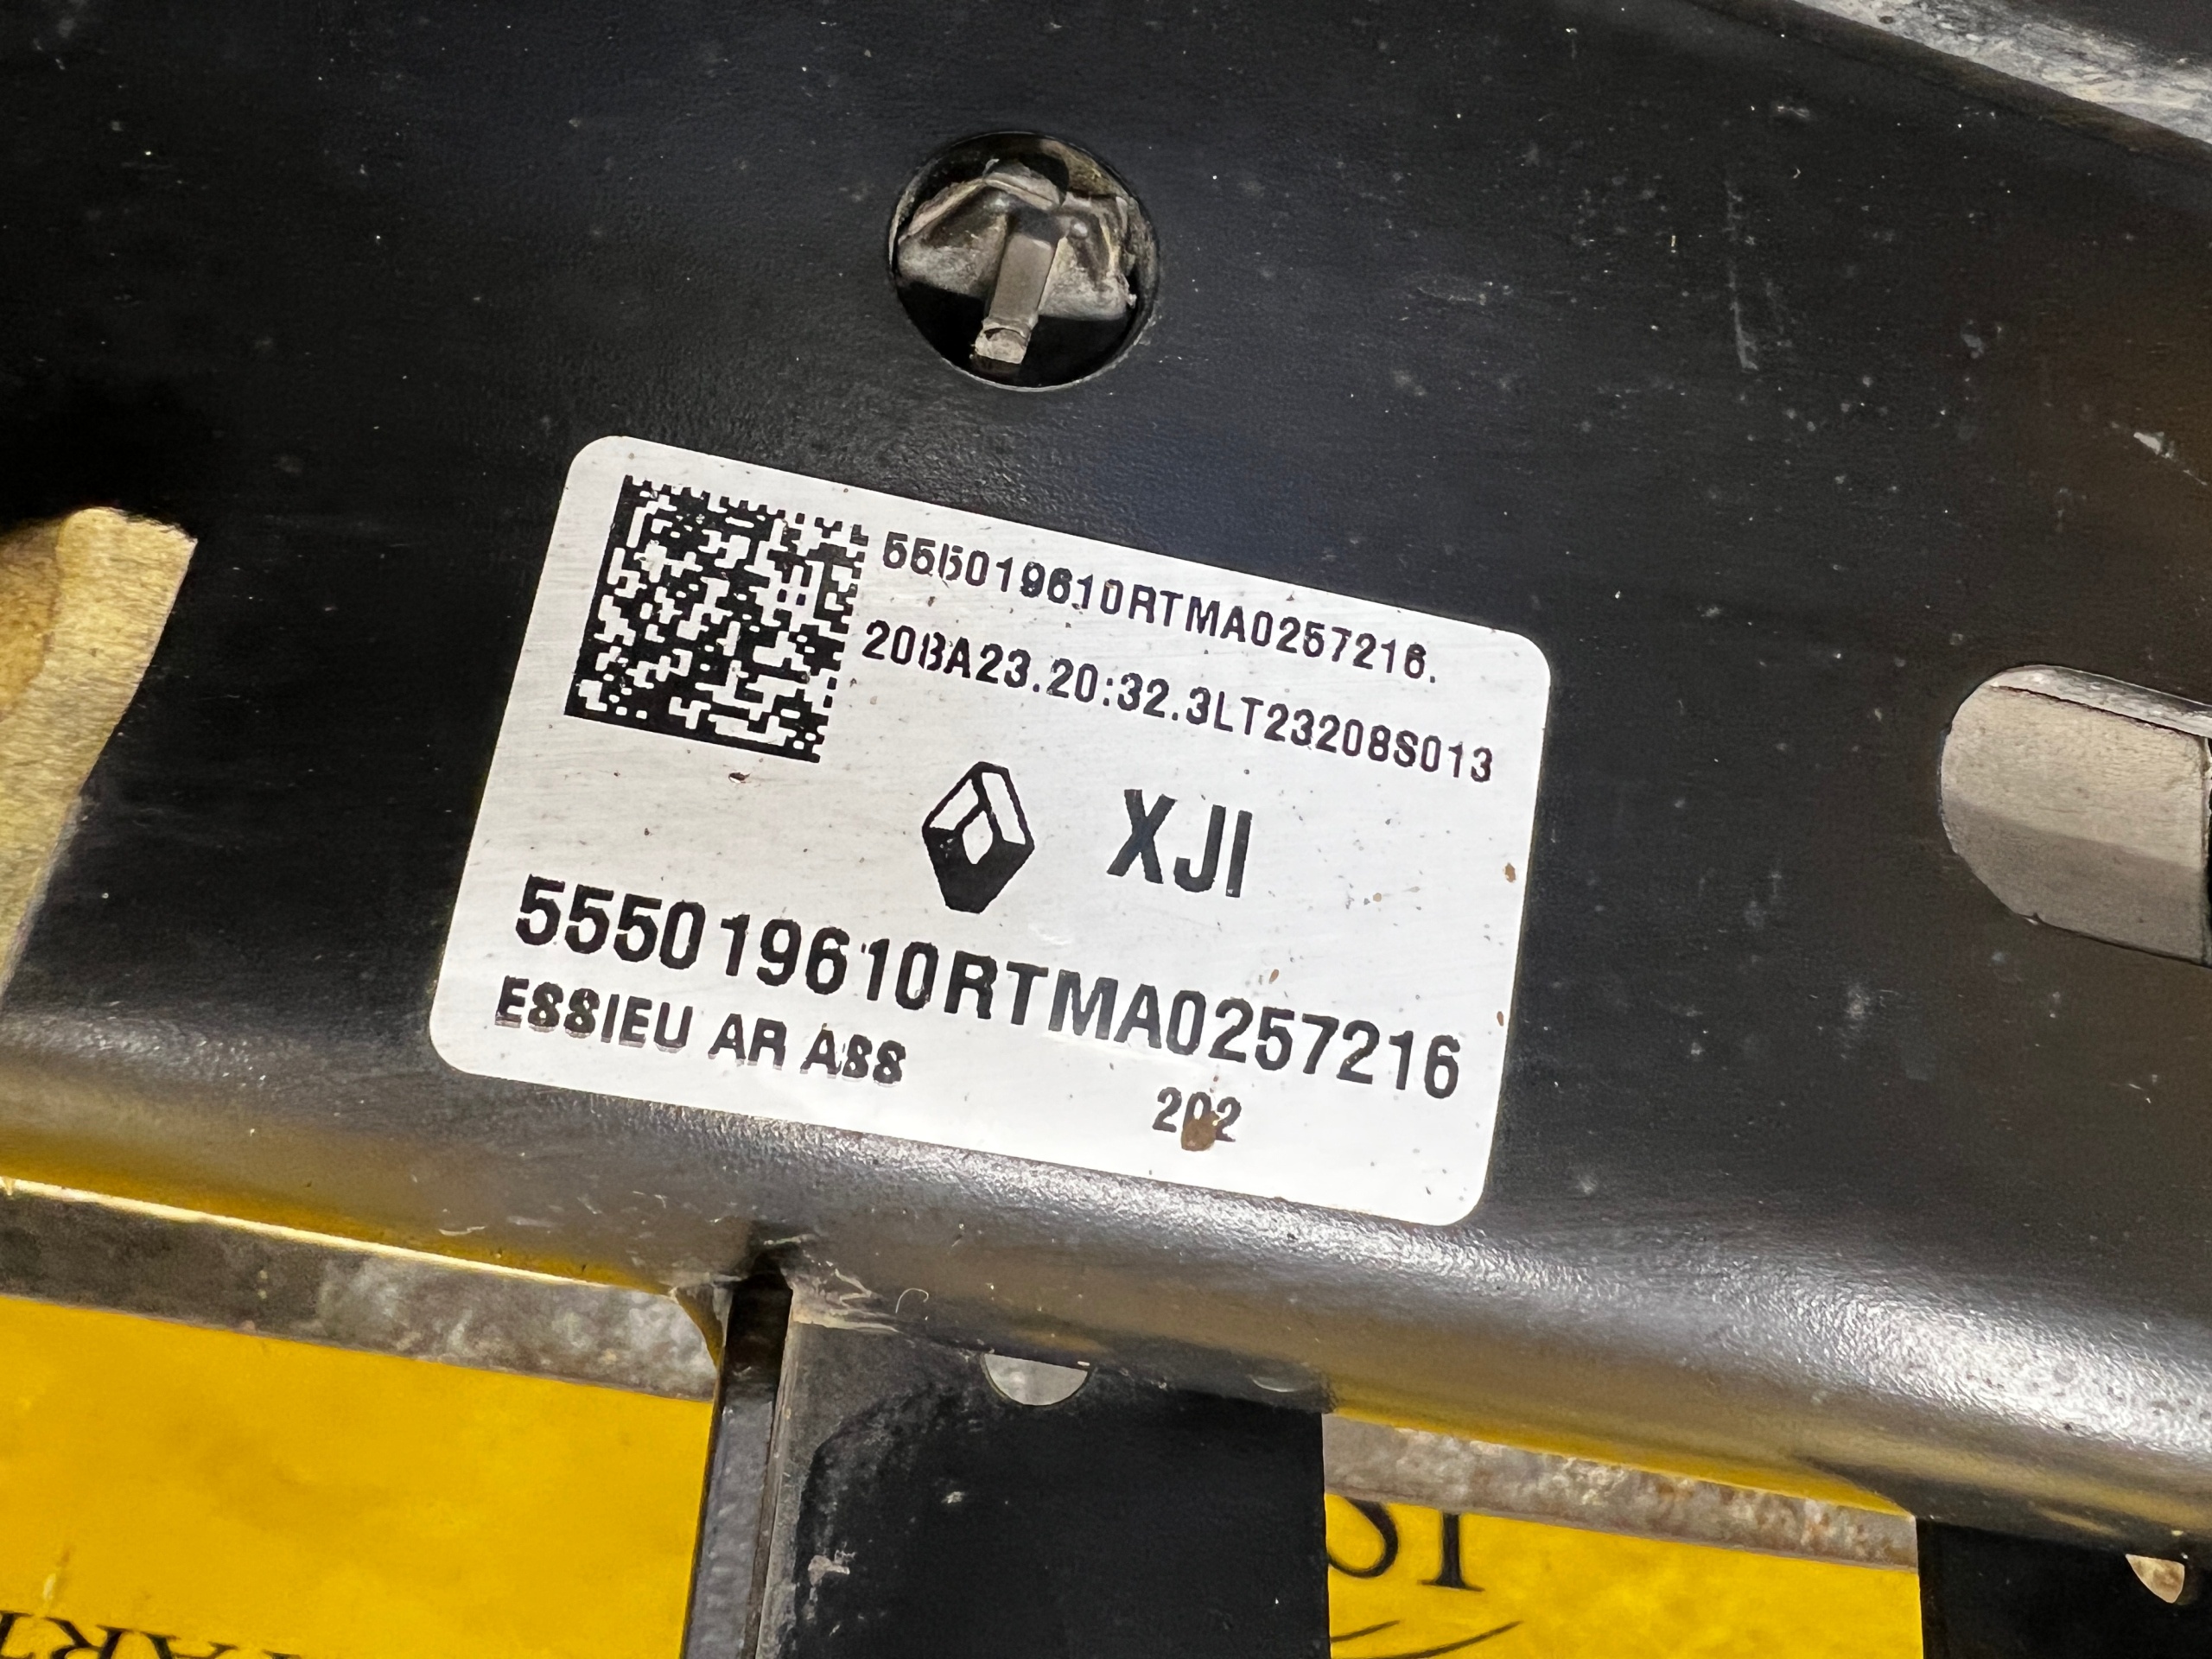 555019610RTMA0257216.
20BA23.20:32.3LT23208S013
XJI
555019610RTMA0257216
ESSIEU AR ASS
202